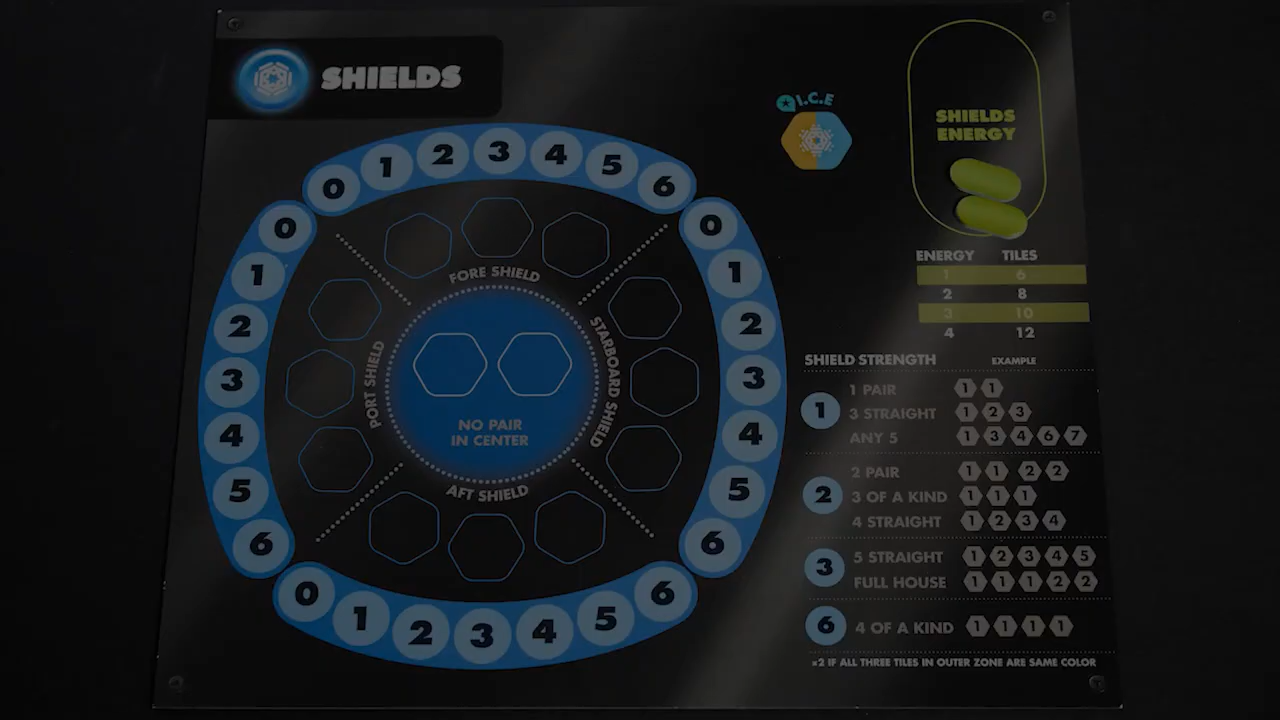 SHIELDS
I.C.E
SHIELDS
ENERGY
0 1 2 3 4 5 6
0 1 2 3 4 5 6
0 1 2 3 4 5 6
0 1 2 3 4 5 6
FORE SHIELD
PORT SHIELD
STARBOARD SHIELD
AFT SHIELD
NO PAIR
IN CENTER
ENERGY TILES
1 6
2 8
3 10
4 12
SHIELD STRENGTH EXAMPLE
1
1 PAIR 1 1
3 STRAIGHT 1 2 3
ANY 5 1 3 4 6 7
2
2 PAIR 1 1 2 2
3 OF A KIND 1 1 1
4 STRAIGHT 1 2 3 4
3
5 STRAIGHT 1 2 3 4 5
FULL HOUSE 1 1 1 2 2
6 4 OF A KIND 1 1 1 1
×2 IF ALL THREE TILES IN OUTER ZONE ARE SAME COLOR